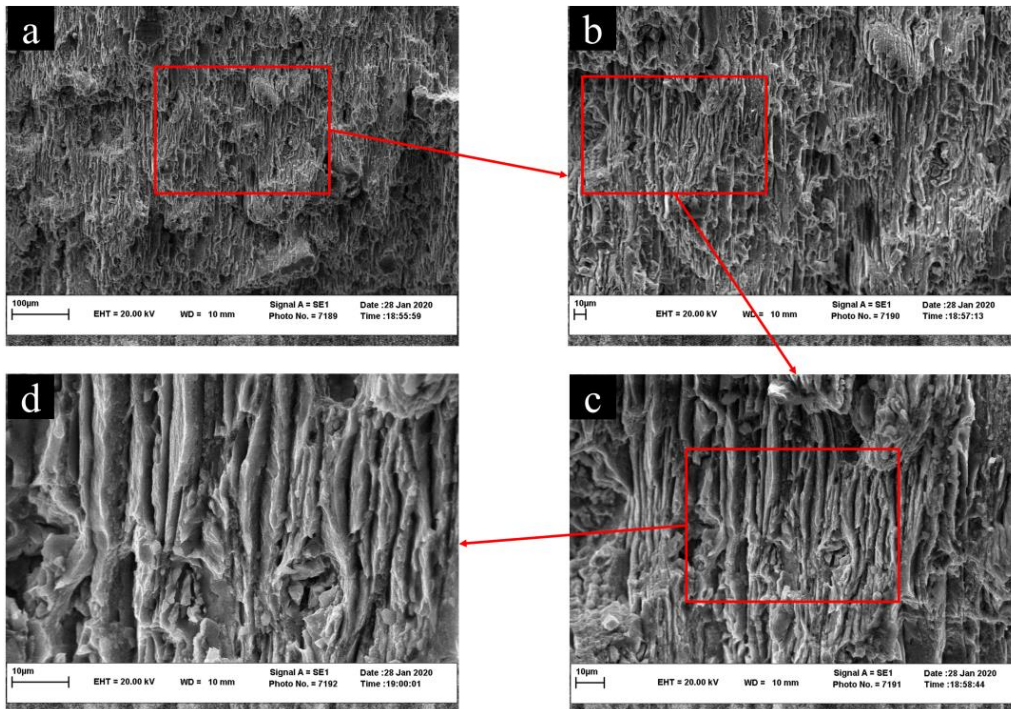 a
100µm
EHT = 20.00 kV
WD = 10 mm
Signal A = SE1
Photo No. = 7189
Date :28 Jan 2020
Time :18:55:59
b
10µm
EHT = 20.00 kV
WD = 10 mm
Signal A = SE1
Photo No. = 7190
Date :28 Jan 2020
Time :18:57:13
d
10µm
EHT = 20.00 kV
WD = 10 mm
Signal A = SE1
Photo No. = 7192
Date :28 Jan 2020
Time :19:00:01
c
10µm
EHT = 20.00 kV
WD = 10 mm
Signal A = SE1
Photo No. = 7191
Date :28 Jan 2020
Time :18:58:44